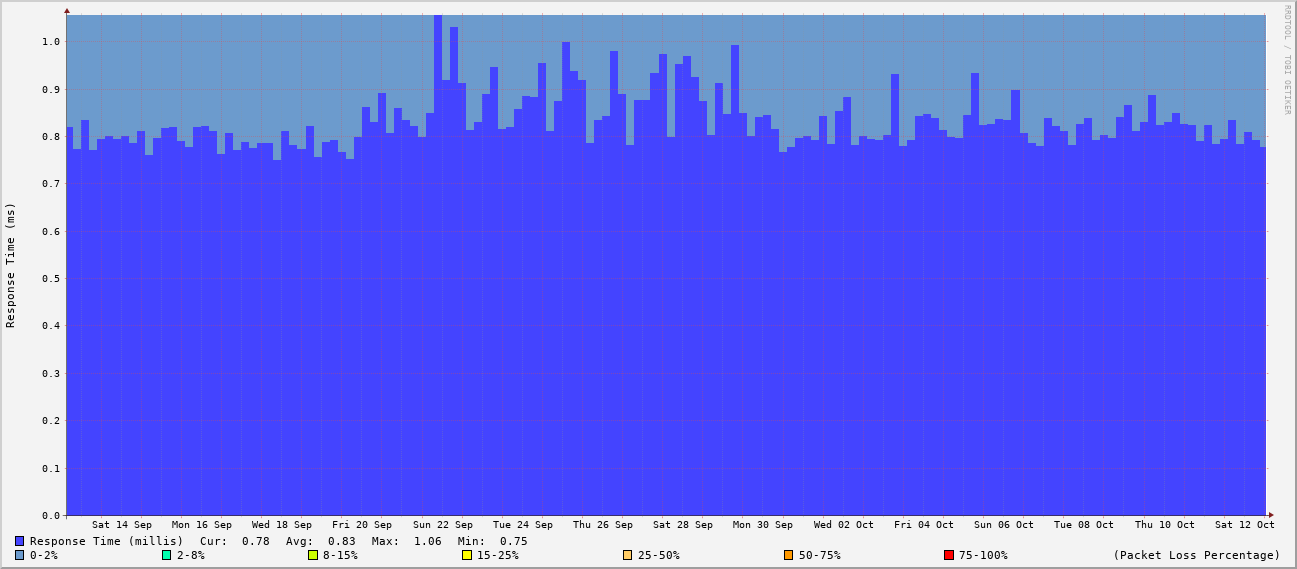 RRDTOOL / TOBI OETIKER
Response Time (ms)
1.0
0.9
0.8
0.7
0.6
0.5
0.4
0.3
0.2
0.1
0.0
Sat 14 Sep Mon 16 Sep Wed 18 Sep Fri 20 Sep Sun 22 Sep Tue 24 Sep Thu 26 Sep Sat 28 Sep Mon 30 Sep Wed 02 Oct Fri 04 Oct Sun 06 Oct Tue 08 Oct Thu 10 Oct Sat 12 Oct
Response Time (millis) Cur: 0.78 Avg: 0.83 Max: 1.06 Min: 0.75
0-2% 2-8% 8-15% 15-25% 25-50% 50-75% 75-100% (Packet Loss Percentage)